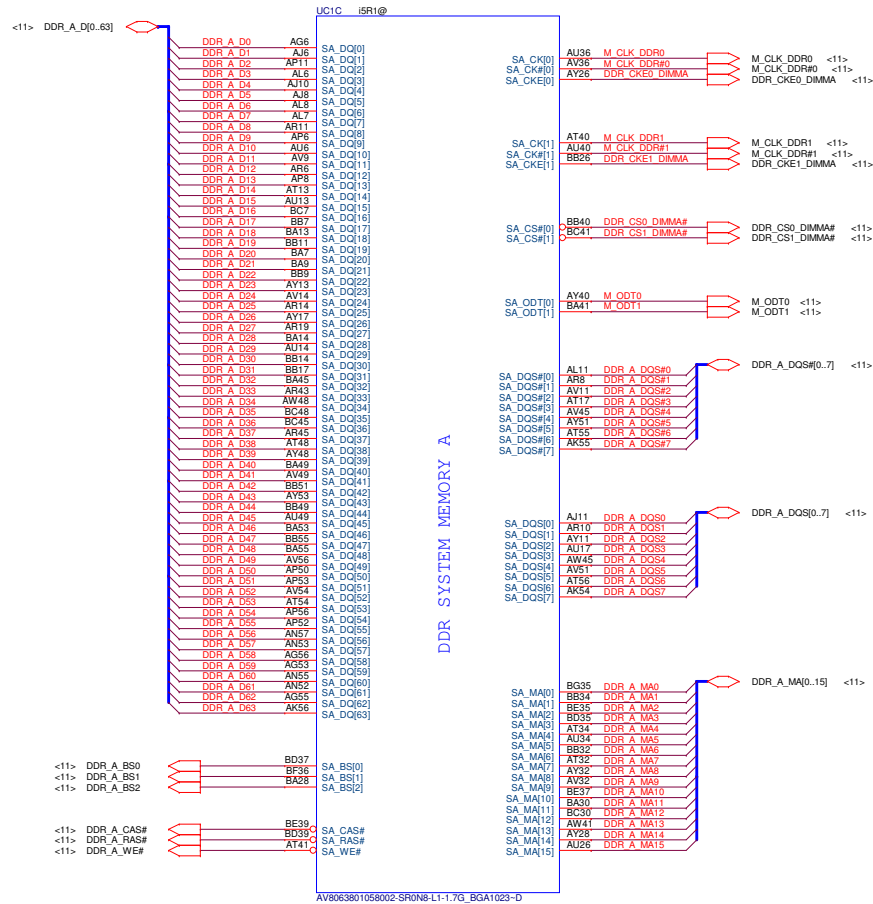 UC1C i5R1@
<11> DDR_A_D[0..63]
DDR_A_D0 AG6 SA_DQ[0]
DDR_A_D1 AJ6 SA_DQ[1]
DDR_A_D2 AP11 SA_DQ[2]
DDR_A_D3 AL6 SA_DQ[3]
DDR_A_D4 AJ10 SA_DQ[4]
DDR_A_D5 AJ8 SA_DQ[5]
DDR_A_D6 AL8 SA_DQ[6]
DDR_A_D7 AL7 SA_DQ[7]
DDR_A_D8 AR11 SA_DQ[8]
DDR_A_D9 AP6 SA_DQ[9]
DDR_A_D10 AU6 SA_DQ[10]
DDR_A_D11 AV9 SA_DQ[11]
DDR_A_D12 AR6 SA_DQ[12]
DDR_A_D13 AP8 SA_DQ[13]
DDR_A_D14 AT13 SA_DQ[14]
DDR_A_D15 AU13 SA_DQ[15]
DDR_A_D16 BC7 SA_DQ[16]
DDR_A_D17 BB7 SA_DQ[17]
DDR_A_D18 BA13 SA_DQ[18]
DDR_A_D19 BB11 SA_DQ[19]
DDR_A_D20 BA7 SA_DQ[20]
DDR_A_D21 BA9 SA_DQ[21]
DDR_A_D22 BB9 SA_DQ[22]
DDR_A_D23 AY13 SA_DQ[23]
DDR_A_D24 AV14 SA_DQ[24]
DDR_A_D25 AR14 SA_DQ[25]
DDR_A_D26 AY17 SA_DQ[26]
DDR_A_D27 AR19 SA_DQ[27]
DDR_A_D28 BA14 SA_DQ[28]
DDR_A_D29 AU14 SA_DQ[29]
DDR_A_D30 BB14 SA_DQ[30]
DDR_A_D31 BB17 SA_DQ[31]
DDR_A_D32 BA45 SA_DQ[32]
DDR_A_D33 AR43 SA_DQ[33]
DDR_A_D34 AW48 SA_DQ[34]
DDR_A_D35 BC48 SA_DQ[35]
DDR_A_D36 BC45 SA_DQ[36]
DDR_A_D37 AR45 SA_DQ[37]
DDR_A_D38 AT48 SA_DQ[38]
DDR_A_D39 AY48 SA_DQ[39]
DDR_A_D40 BA49 SA_DQ[40]
DDR_A_D41 AV49 SA_DQ[41]
DDR_A_D42 BB51 SA_DQ[42]
DDR_A_D43 AY53 SA_DQ[43]
DDR_A_D44 BB49 SA_DQ[44]
DDR_A_D45 AU49 SA_DQ[45]
DDR_A_D46 BA53 SA_DQ[46]
DDR_A_D47 BB55 SA_DQ[47]
DDR_A_D48 BA55 SA_DQ[48]
DDR_A_D49 AV56 SA_DQ[49]
DDR_A_D50 AP50 SA_DQ[50]
DDR_A_D51 AP53 SA_DQ[51]
DDR_A_D52 AV54 SA_DQ[52]
DDR_A_D53 AT54 SA_DQ[53]
DDR_A_D54 AP56 SA_DQ[54]
DDR_A_D55 AP52 SA_DQ[55]
DDR_A_D56 AN57 SA_DQ[56]
DDR_A_D57 AN53 SA_DQ[57]
DDR_A_D58 AG56 SA_DQ[58]
DDR_A_D59 AG53 SA_DQ[59]
DDR_A_D60 AN55 SA_DQ[60]
DDR_A_D61 AN52 SA_DQ[61]
DDR_A_D62 AG55 SA_DQ[62]
DDR_A_D63 AK56 SA_DQ[63]
<11> DDR_A_BS0 BD37 SA_BS[0]
<11> DDR_A_BS1 BF36 SA_BS[1]
<11> DDR_A_BS2 BA28 SA_BS[2]
<11> DDR_A_CAS# BE39 SA_CAS#
<11> DDR_A_RAS# BD39 SA_RAS#
<11> DDR_A_WE# AT41 SA_WE#
DDR SYSTEM MEMORY A
SA_CK[0] AU36 M_CLK_DDR0 M_CLK_DDR0 <11>
SA_CK#[0] AV36 M_CLK_DDR#0 M_CLK_DDR#0 <11>
SA_CKE[0] AY26 DDR_CKE0_DIMMA DDR_CKE0_DIMMA <11>
SA_CK[1] AT40 M_CLK_DDR1 M_CLK_DDR1 <11>
SA_CK#[1] AU40 M_CLK_DDR#1 M_CLK_DDR#1 <11>
SA_CKE[1] BB26 DDR_CKE1_DIMMA DDR_CKE1_DIMMA <11>
SA_CS#[0] BB40 DDR_CS0_DIMMA# DDR_CS0_DIMMA# <11>
SA_CS#[1] BC41 DDR_CS1_DIMMA# DDR_CS1_DIMMA# <11>
SA_ODT[0] AY40 M_ODT0 M_ODT0 <11>
SA_ODT[1] BA41 M_ODT1 M_ODT1 <11>
DDR_A_DQS#[0..7] <11>
SA_DQS#[0] AL11 DDR_A_DQS#0
SA_DQS#[1] AR8 DDR_A_DQS#1
SA_DQS#[2] AV11 DDR_A_DQS#2
SA_DQS#[3] AT17 DDR_A_DQS#3
SA_DQS#[4] AV45 DDR_A_DQS#4
SA_DQS#[5] AY51 DDR_A_DQS#5
SA_DQS#[6] AT55 DDR_A_DQS#6
SA_DQS#[7] AK55 DDR_A_DQS#7
DDR_A_DQS[0..7] <11>
SA_DQS[0] AJ11 DDR_A_DQS0
SA_DQS[1] AR10 DDR_A_DQS1
SA_DQS[2] AY11 DDR_A_DQS2
SA_DQS[3] AU17 DDR_A_DQS3
SA_DQS[4] AW45 DDR_A_DQS4
SA_DQS[5] AV51 DDR_A_DQS5
SA_DQS[6] AT56 DDR_A_DQS6
SA_DQS[7] AK54 DDR_A_DQS7
DDR_A_MA[0..15] <11>
SA_MA[0] BG35 DDR_A_MA0
SA_MA[1] BB34 DDR_A_MA1
SA_MA[2] BE35 DDR_A_MA2
SA_MA[3] BD35 DDR_A_MA3
SA_MA[4] AT34 DDR_A_MA4
SA_MA[5] AU34 DDR_A_MA5
SA_MA[6] BB32 DDR_A_MA6
SA_MA[7] AT32 DDR_A_MA7
SA_MA[8] AY32 DDR_A_MA8
SA_MA[9] AV32 DDR_A_MA9
SA_MA[10] BE37 DDR_A_MA10
SA_MA[11] BA30 DDR_A_MA11
SA_MA[12] BC30 DDR_A_MA12
SA_MA[13] AW41 DDR_A_MA13
SA_MA[14] AY28 DDR_A_MA14
SA_MA[15] AU26 DDR_A_MA15
AV8063801058002-SR0N8-L1-1.7G_BGA1023~D